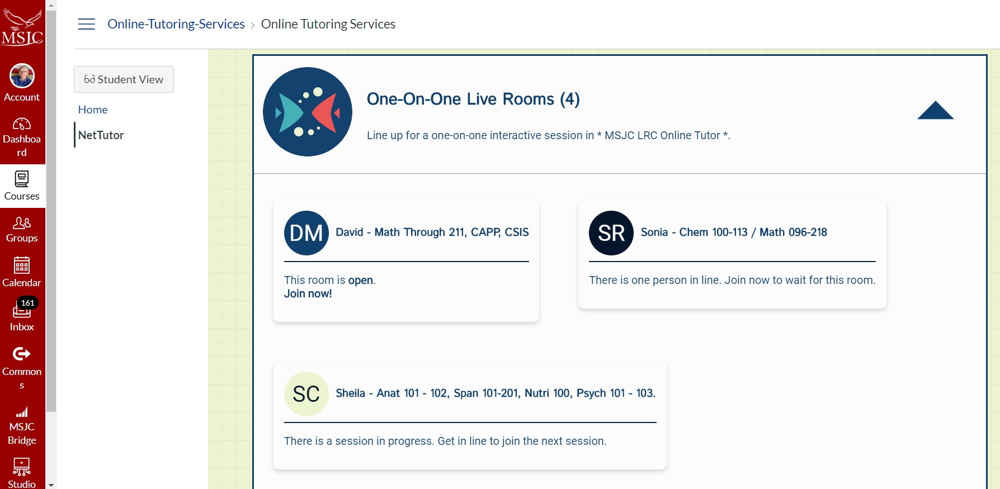 MSJC
Account
Dashboa
rd
Courses
Groups
Calendar
161
Inbox
Common
s
MSJC
Bridge
Studio
Online-Tutoring-Services › Online Tutoring Services
Student View
Home
NetTutor
One-On-One Live Rooms (4)
Line up for a one-on-one interactive session in * MSJC LRC Online Tutor *.
DM David - Math Through 211, CAPP, CSIS
This room is open.
Join now!
SR Sonia - Chem 100-113 / Math 096-218
There is one person in line. Join now to wait for this room.
SC Sheila - Anat 101 - 102, Span 101-201, Nutri 100, Psych 101 - 103.
There is a session in progress. Get in line to join the next session.